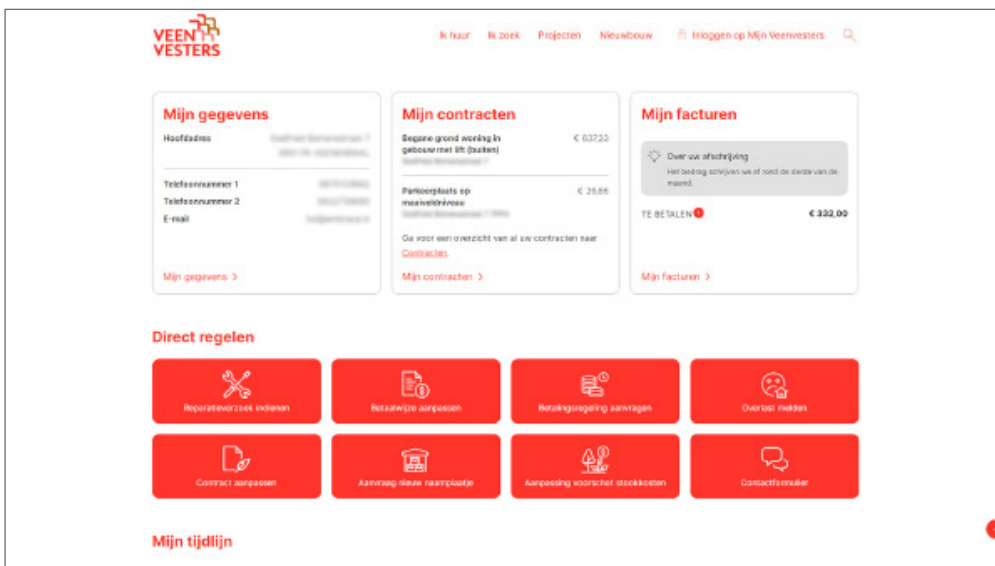 VEEN
VESTERS
Ik huur Ik zoek Projecten Nieuwbouw Inloggen op Mijn Veenvesters
Mijn gegevens
Hoofdadres
Telefoonnummer 1
Telefoonnummer 2
E-mail
Mijn gegevens >
Mijn contracten
Begane grond woning in
gebouw met lift (buiten)
€ 637,33
Parkeerplaats op
maaiveldniveau
€ 26,66
Ga voor een overzicht van al uw contracten naar
Contracten.
Mijn contracten >
Mijn facturen
Over uw afschrijving
Het bedrag schrijven we af rond de derde van de
maand.
TE BETALEN
€ 332,00
Mijn facturen >
Direct regelen
Reparatieverzoek indienen
Betaalwijze aanpassen
Betalingsregeling aanvragen
Overlast melden
Contract aanpassen
Aanvraag nieuw naamplaatje
Aanpassing voorschot stookkosten
Contactformulier
Mijn tijdlijn